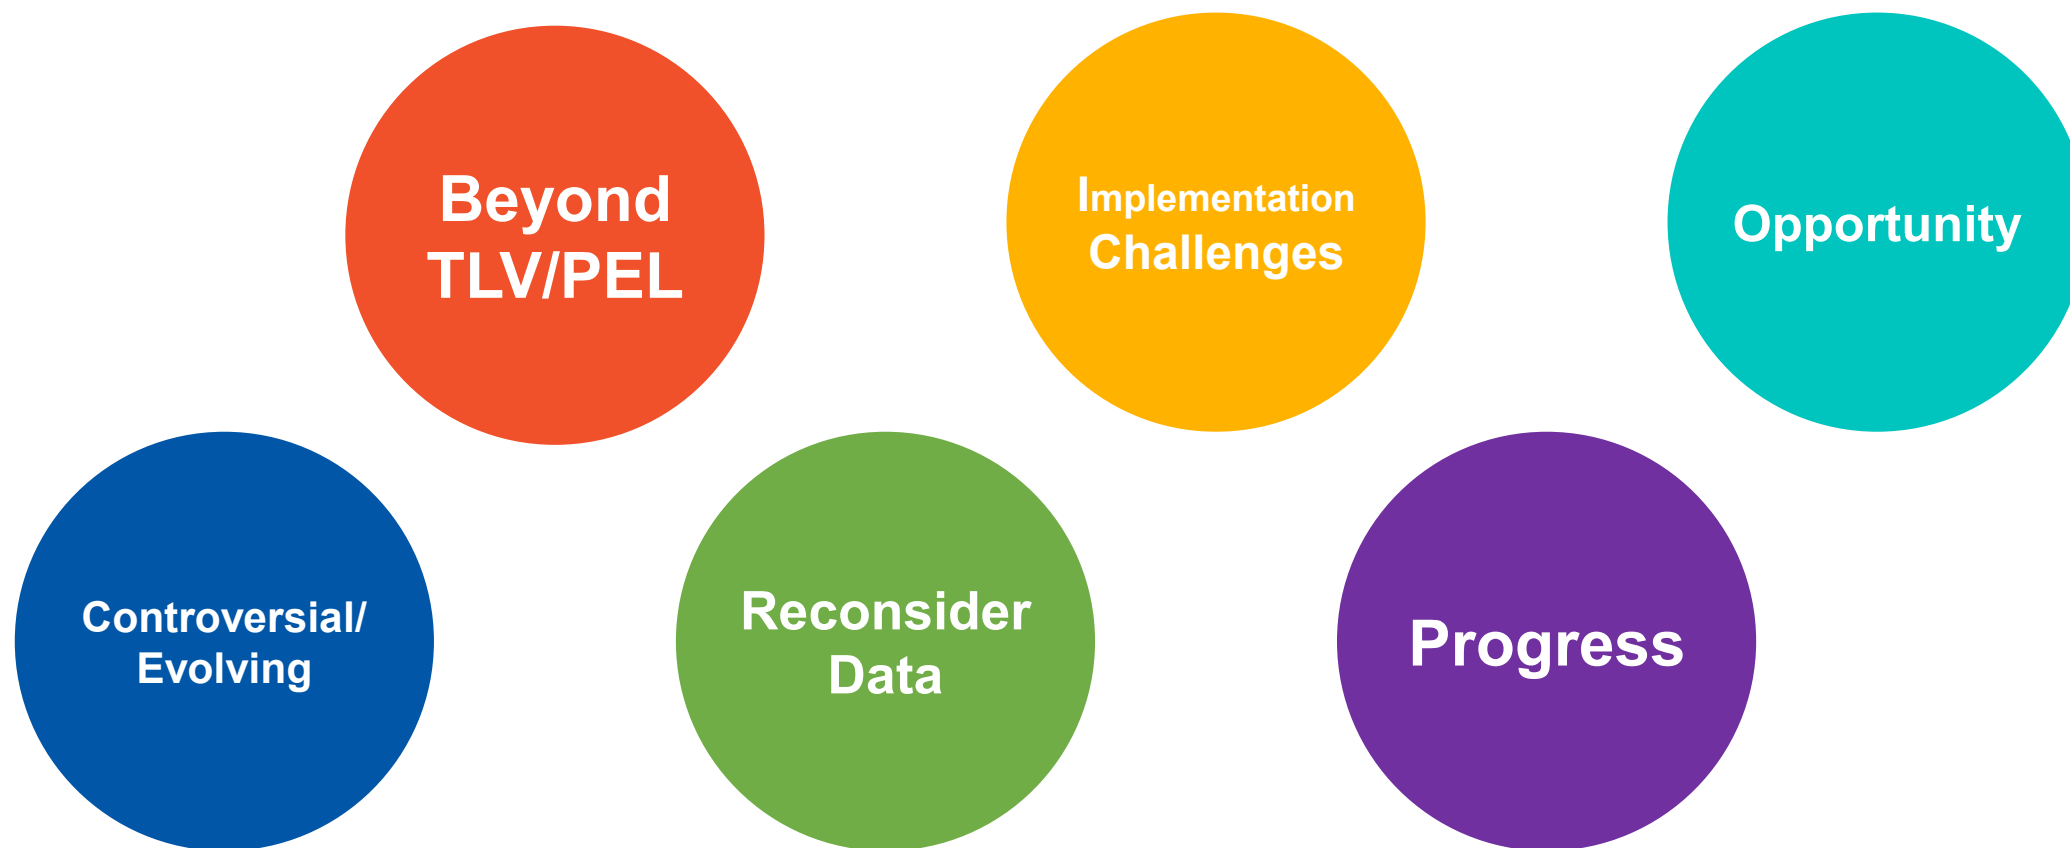 Beyond
TLV/PEL
Implementation
Challenges
Opportunity
Controversial/
Evolving
Reconsider
Data
Progress